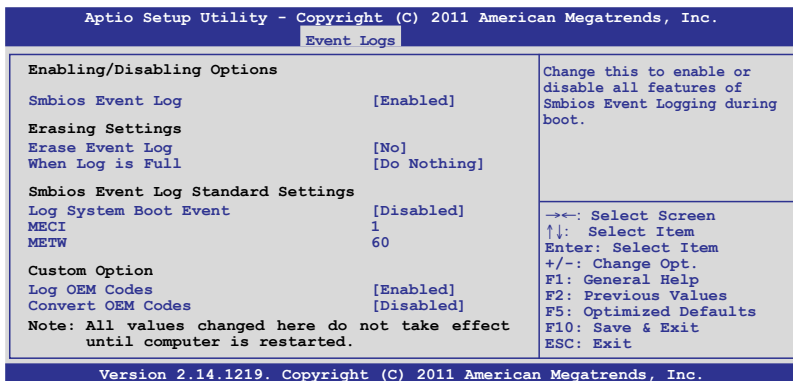 Aptio Setup Utility - Copyright (C) 2011 American Megatrends, Inc.
Event Logs
Enabling/Disabling Options
Smbios Event Log [Enabled]
Erasing Settings
Erase Event Log [No]
When Log is Full [Do Nothing]
Smbios Event Log Standard Settings
Log System Boot Event [Disabled]
MECI 1
METW 60
Custom Option
Log OEM Codes [Enabled]
Convert OEM Codes [Disabled]
Note: All values changed here do not take effect
until computer is restarted.
Change this to enable or
disable all features of
Smbios Event Logging during
boot.
→←: Select Screen
↑↓: Select Item
Enter: Select Item
+/-: Change Opt.
F1: General Help
F2: Previous Values
F5: Optimized Defaults
F10: Save & Exit
ESC: Exit
Version 2.14.1219. Copyright (C) 2011 American Megatrends, Inc.